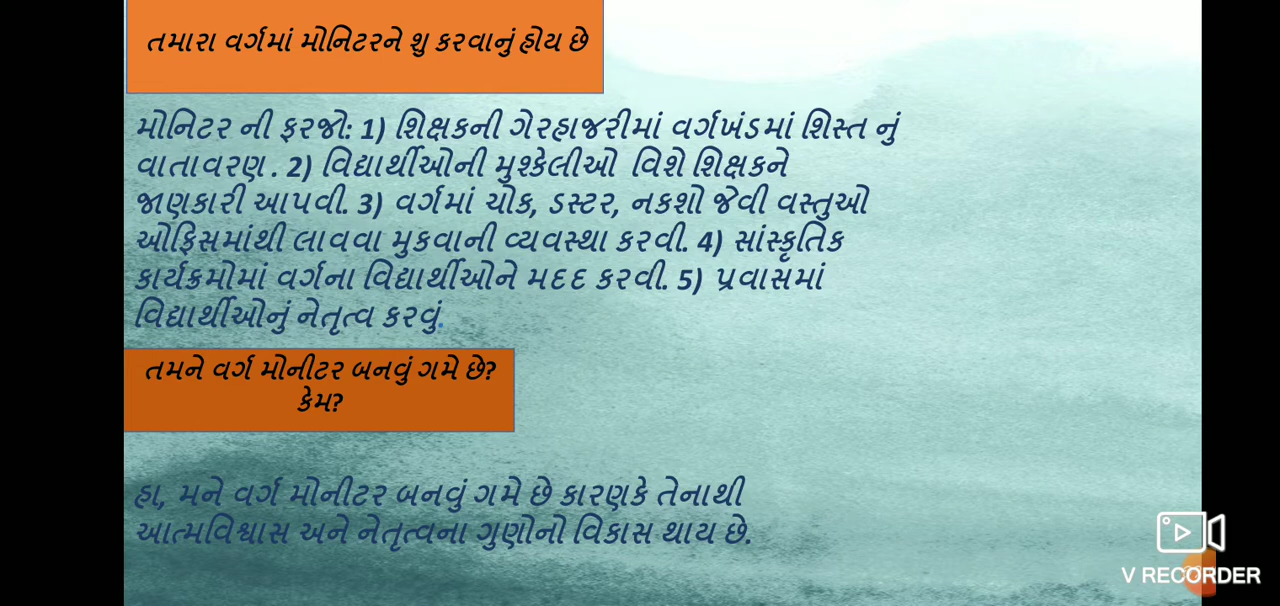 તમારા વર્ગમાં મોનિટરને શુ કરવાનું હોય છે
મોનિટર ની ફરજો: 1) શિક્ષકની ગેરહાજરીમાં વર્ગખંડમાં શિસ્ત નું
વાતાવરણ . 2) વિદ્યાર્થીઓની મુશ્કેલીઓ વિશે શિક્ષકને
જાણકારી આપવી. 3) વર્ગમાં ચોક, ડસ્ટર, નકશો જેવી વસ્તુઓ
ઓફિસમાંથી લાવવા મુકવાની વ્યવસ્થા કરવી. 4) સાંસ્કૃતિક
કાર્યક્રમોમાં વર્ગના વિદ્યાર્થીઓને મદદ કરવી. 5) પ્રવાસમાં
વિદ્યાર્થીઓનું નેતૃત્વ કરવું.
તમને વર્ગ મોનીટર બનવું ગમે છે?
કેમ?
હા, મને વર્ગ મોનીટર બનવું ગમે છે કારણકે તેનાથી
આત્મવિશ્વાસ અને નેતૃત્વના ગુણોનો વિકાસ થાય છે.
V RECORDER